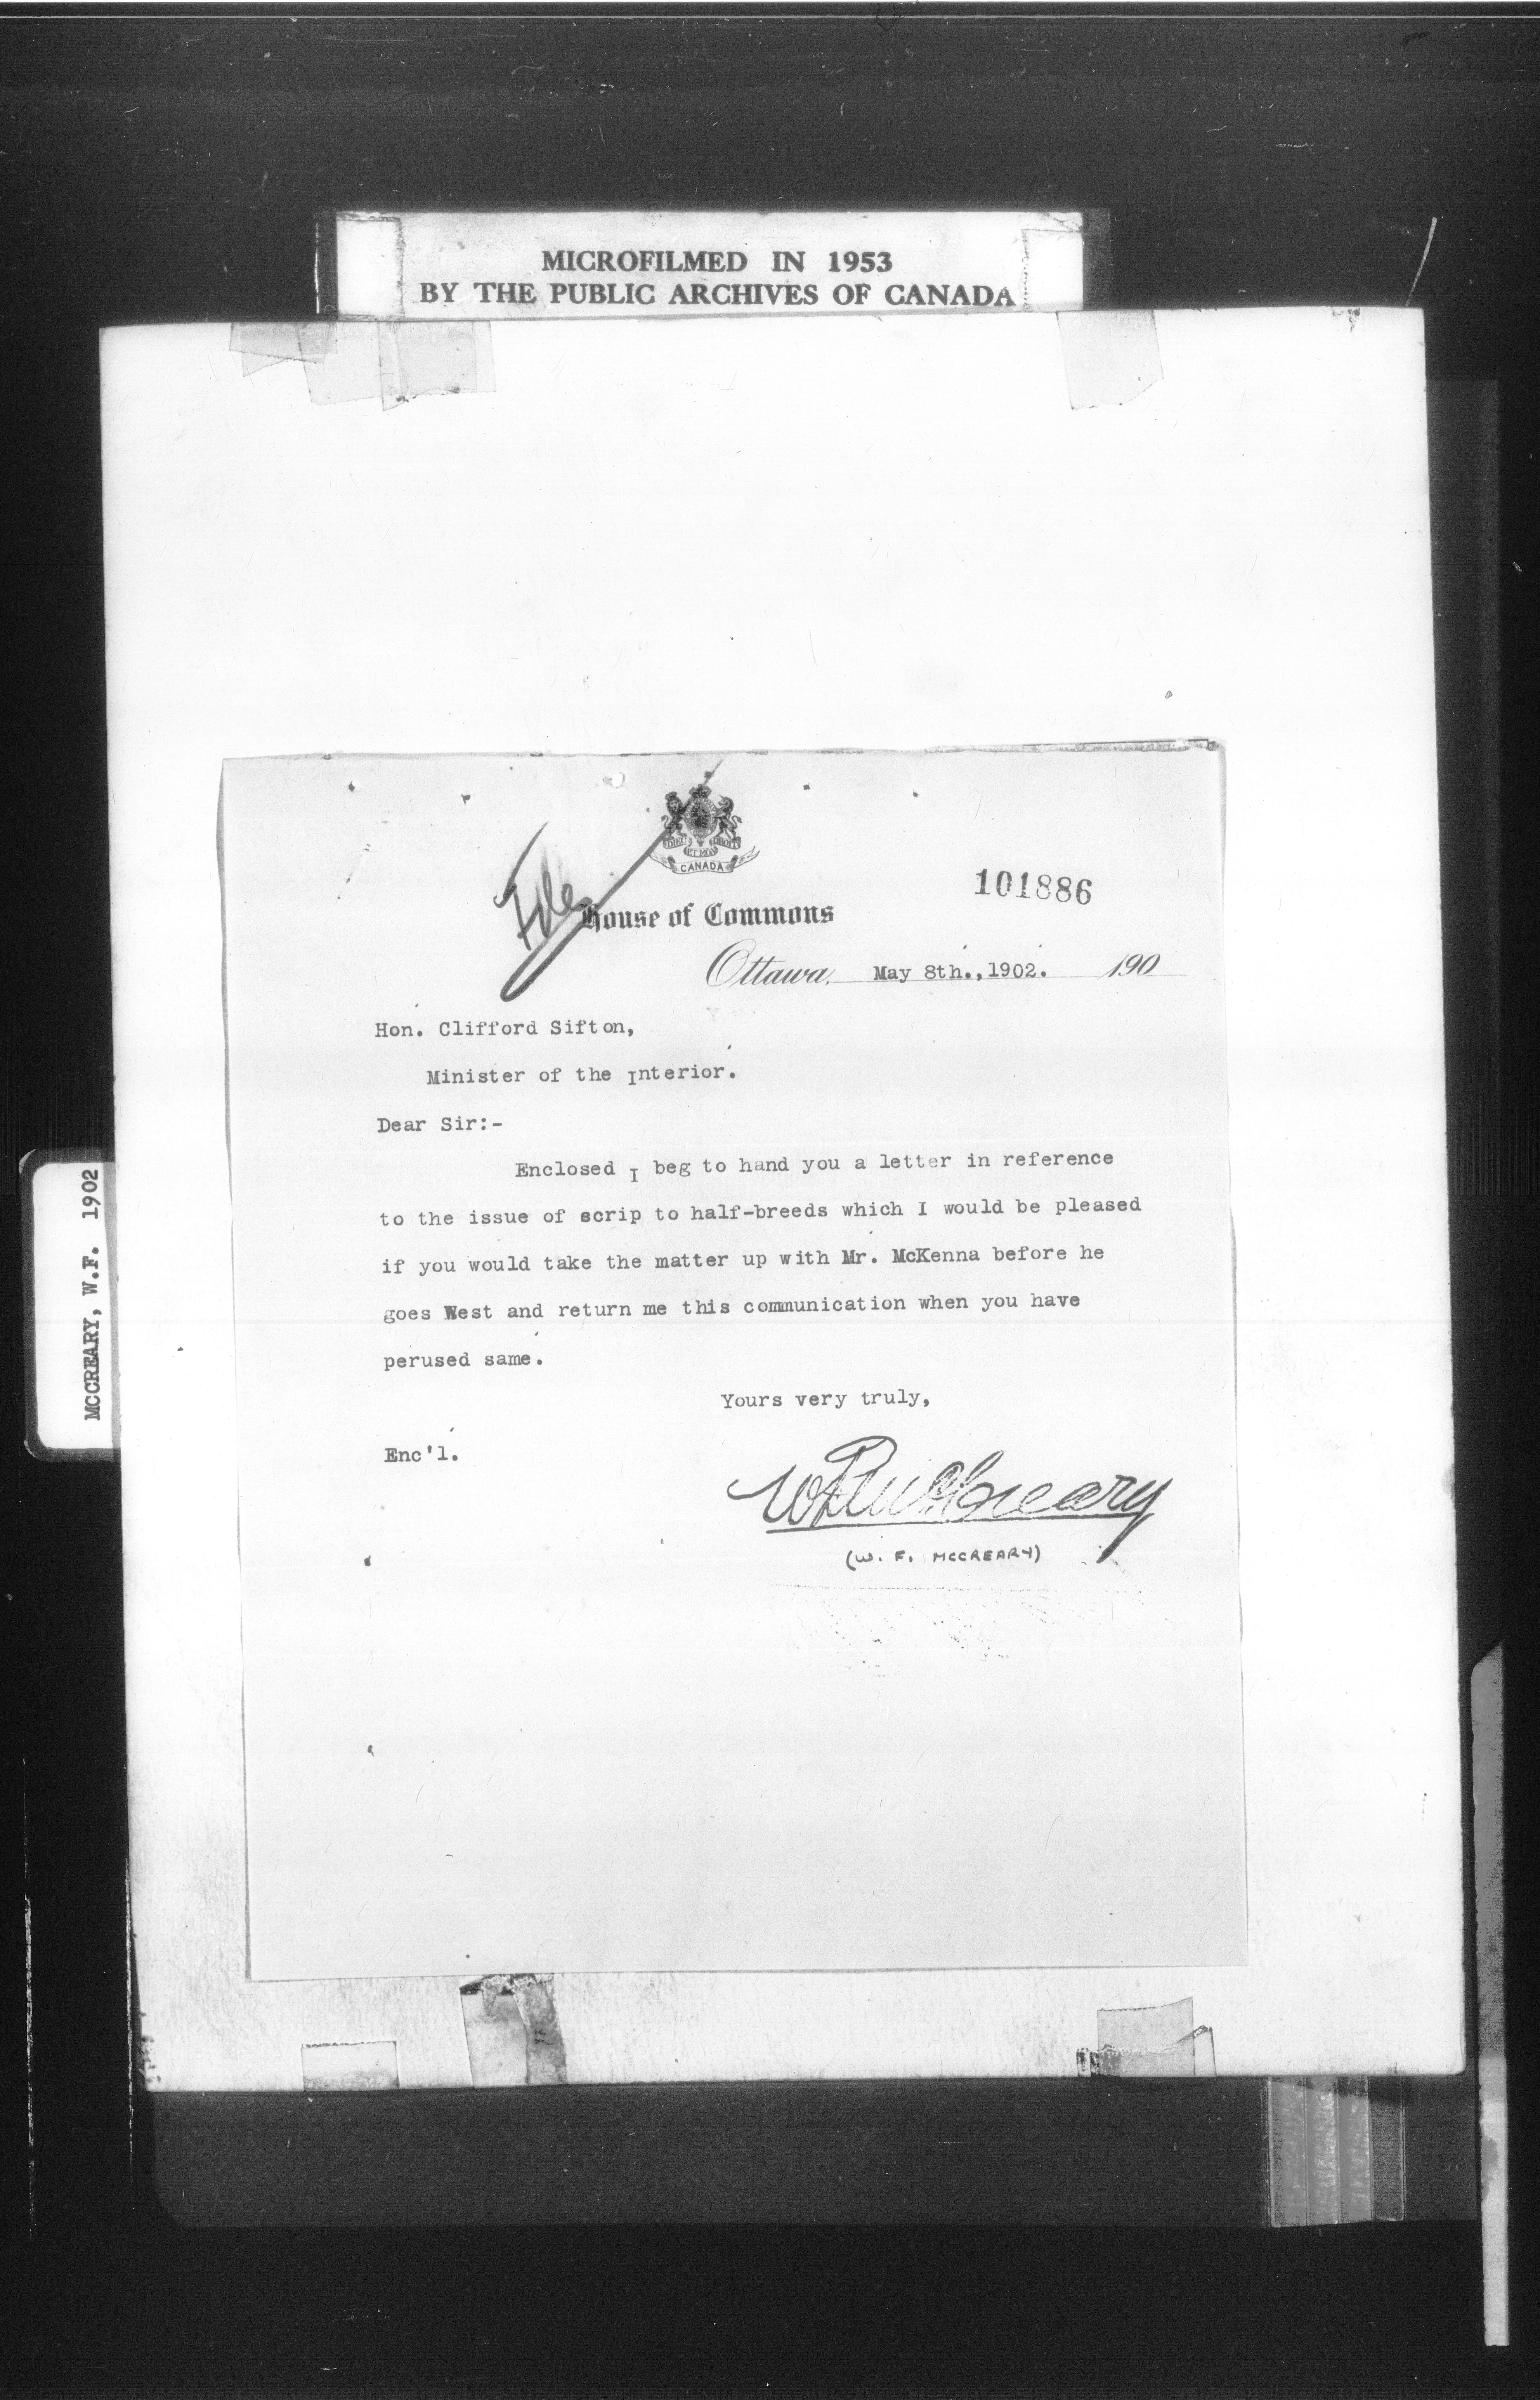 MICROFILMED IN 1953
BY THE PUBLIC ARCHIVES OF CANADA
MCCREARY, W.F. 1902
CANADA
File
101886
House of Commons
Ottawa, May 8th.,1902. 190
Hon. Clifford Sifton,
Minister of the Interior.
Dear Sir:-
Enclosed I beg to hand you a letter in reference
to the issue of scrip to half-breeds which I would be pleased
if you would take the matter up with Mr. McKenna before he
goes West and return me this communication when you have
perused same.
Yours very truly,
Enc'l.
W F McCreary
(W. F. MCCREARY)